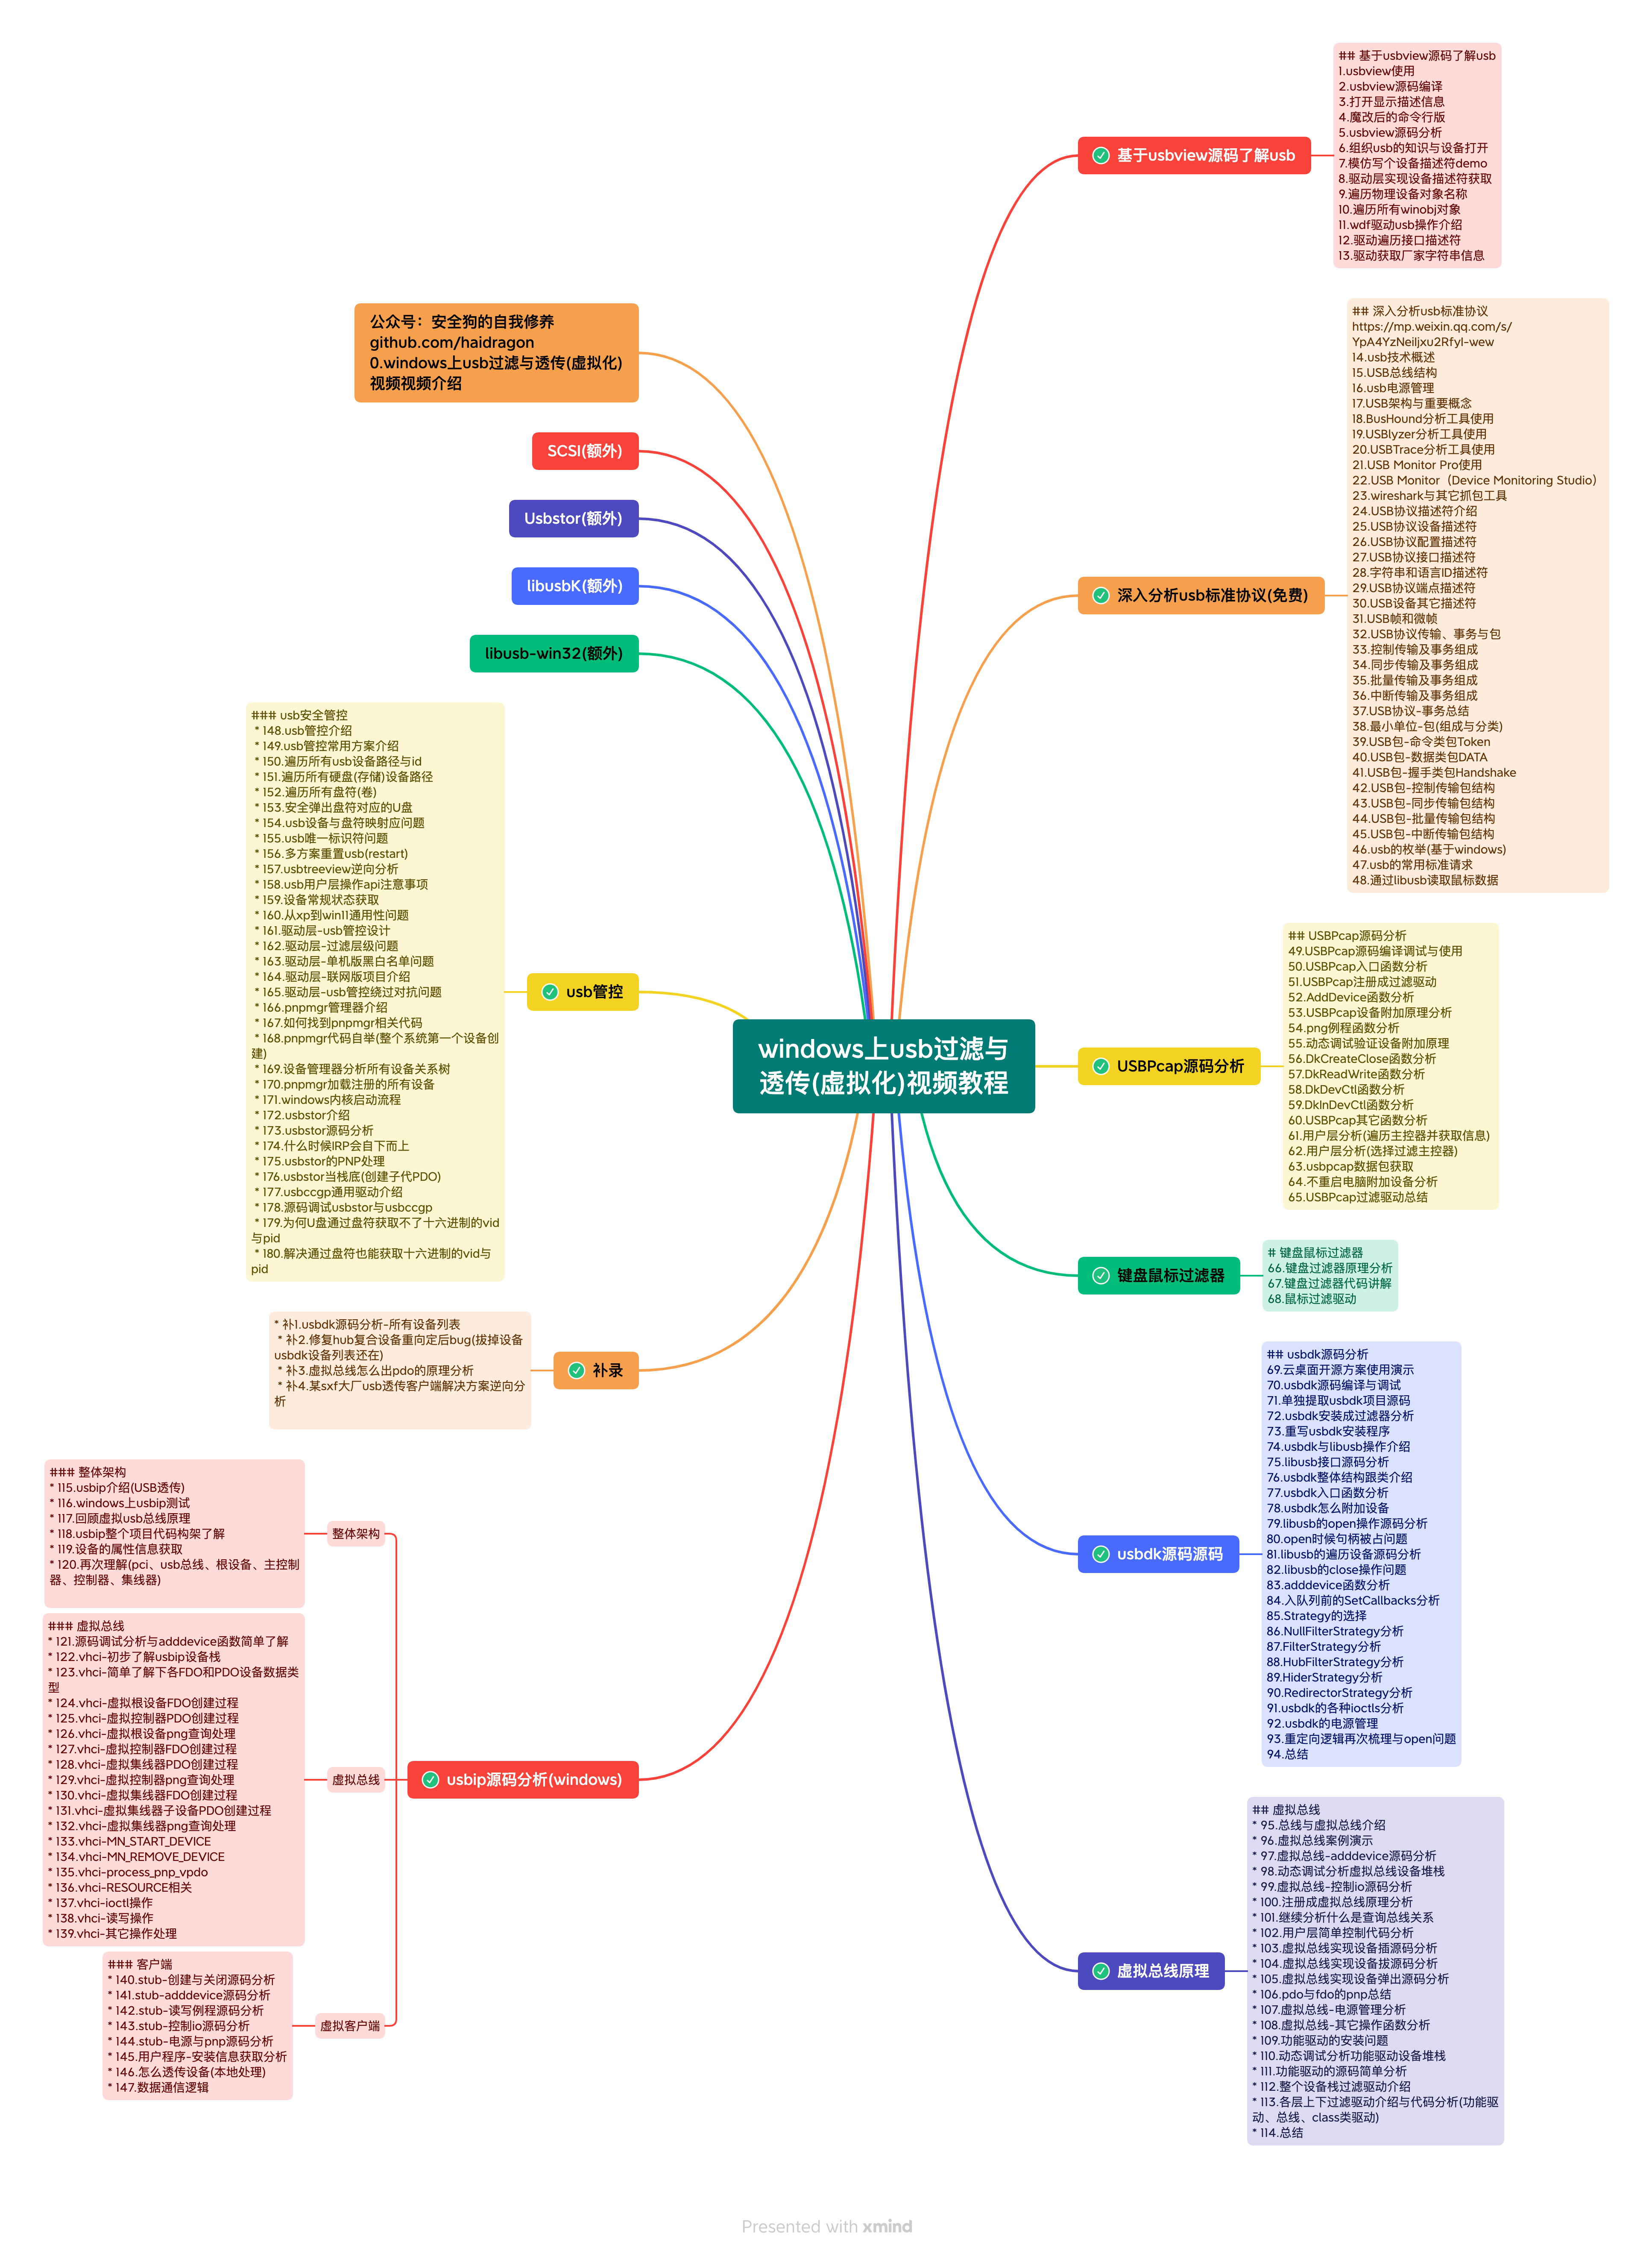 windows上usb过滤与
透传(虚拟化)视频教程
基于usbview源码了解usb
## 基于usbview源码了解usb
1.usbview使用
2.usbview源码编译
3.打开显示描述信息
4.魔改后的命令行版
5.usbview源码分析
6.组织usb的知识与设备打开
7.模仿写个设备描述符demo
8.驱动层实现设备描述符获取
9.遍历物理设备对象名称
10.遍历所有winobj对象
11.wdf驱动usb操作介绍
12.驱动遍历接口描述符
13.驱动获取厂家字符串信息
深入分析usb标准协议(免费)
## 深入分析usb标准协议
https://mp.weixin.qq.com/s/
14.usb技术概述
15.USB总线结构
16.usb电源管理
17.USB架构与重要概念
18.BusHound分析工具使用
19.USBlyzer分析工具使用
20.USBTrace分析工具使用
21.USB Monitor Pro使用
22.USB Monitor（Device Monitoring Studio）
23.wireshark与其它抓包工具
24.USB协议描述符介绍
25.USB协议设备描述符
26.USB协议配置描述符
27.USB协议接口描述符
28.字符串和语言ID描述符
29.USB协议端点描述符
30.USB设备其它描述符
31.USB帧和微帧
32.USB协议传输、事务与包
33.控制传输及事务组成
34.同步传输及事务组成
35.批量传输及事务组成
36.中断传输及事务组成
37.USB协议-事务总结
38.最小单位-包(组成与分类)
39.USB包-命令类包Token
40.USB包-数据类包DATA
41.USB包-握手类包Handshake
42.USB包-控制传输包结构
43.USB包-同步传输包结构
44.USB包-批量传输包结构
45.USB包-中断传输包结构
46.usb的枚举(基于windows)
47.usb的常用标准请求
48.通过libusb读取鼠标数据
USBPcap源码分析
## USBPcap源码分析
49.USBPcap源码编译调试与使用
50.USBPcap入口函数分析
51.USBPcap注册成过滤驱动
52.AddDevice函数分析
53.USBPcap设备附加原理分析
54.png例程函数分析
55.动态调试验证设备附加原理
56.DkCreateClose函数分析
57.DkReadWrite函数分析
58.DkDevCtl函数分析
59.DkInDevCtl函数分析
60.USBPcap其它函数分析
61.用户层分析(遍历主控器并获取信息)
62.用户层分析(选择过滤主控器)
63.usbpcap数据包获取
64.不重启电脑附加设备分析
65.USBPcap过滤驱动总结
键盘鼠标过滤器
# 键盘鼠标过滤器
66.键盘过滤器原理分析
67.键盘过滤器代码讲解
68.鼠标过滤驱动
usbdk源码源码
## usbdk源码分析
69.云桌面开源方案使用演示
70.usbdk源码编译与调试
71.单独提取usbdk项目源码
72.usbdk安装成过滤器分析
73.重写usbdk安装程序
74.usbdk与libusb操作介绍
75.libusb接口源码分析
76.usbdk整体结构跟类介绍
77.usbdk入口函数分析
78.usbdk怎么附加设备
79.libusb的open操作源码分析
80.open时候句柄被占问题
81.libusb的遍历设备源码分析
82.libusb的close操作问题
83.adddevice函数分析
84.入队列前的SetCallbacks分析
85.Strategy的选择
86.NullFilterStrategy分析
87.FilterStrategy分析
88.HubFilterStrategy分析
89.HiderStrategy分析
90.RedirectorStrategy分析
91.usbdk的各种ioctls分析
92.usbdk的电源管理
93.重定向逻辑再次梳理与open问题
94.总结
虚拟总线原理
## 虚拟总线
* 95.总线与虚拟总线介绍
* 96.虚拟总线案例演示
* 97.虚拟总线-adddevice源码分析
* 98.动态调试分析虚拟总线设备堆栈
* 99.虚拟总线-控制io源码分析
* 100.注册成虚拟总线原理分析
* 101.继续分析什么是查询总线关系
* 102.用户层简单控制代码分析
* 103.虚拟总线实现设备插源码分析
* 104.虚拟总线实现设备拔源码分析
* 105.虚拟总线实现设备弹出源码分析
* 106.pdo与fdo的pnp总结
* 107.虚拟总线-电源管理分析
* 108.虚拟总线-其它操作函数分析
* 109.功能驱动的安装问题
* 110.动态调试分析功能驱动设备堆栈
* 111.功能驱动的源码简单分析
* 112.整个设备栈过滤驱动介绍
* 113.各层上下过滤驱动介绍与代码分析(功能驱
动、总线、class类驱动)
* 114.总结
公众号：安全狗的自我修养
github.com/haidragon
0.windows上usb过滤与透传(虚拟化)
视频视频介绍
SCSI(额外)
Usbstor(额外)
libusbK(额外)
libusb-win32(额外)
usb管控
### usb安全管控
* 148.usb管控介绍
* 149.usb管控常用方案介绍
* 150.遍历所有usb设备路径与id
* 151.遍历所有硬盘(存储)设备路径
* 152.遍历所有盘符(卷)
* 153.安全弹出盘符对应的U盘
* 154.usb设备与盘符映射应问题
* 155.usb唯一标识符问题
* 156.多方案重置usb(restart)
* 157.usbtreeview逆向分析
* 158.usb用户层操作api注意事项
* 159.设备常规状态获取
* 160.从xp到win11通用性问题
* 161.驱动层-usb管控设计
* 162.驱动层-过滤层级问题
* 163.驱动层-单机版黑白名单问题
* 164.驱动层-联网版项目介绍
* 165.驱动层-usb管控绕过对抗问题
* 166.pnpmgr管理器介绍
* 167.如何找到pnpmgr相关代码
* 168.pnpmgr代码自举(整个系统第一个设备创
建)
* 169.设备管理器分析所有设备关系树
* 170.pnpmgr加载注册的所有设备
* 171.windows内核启动流程
* 172.usbstor介绍
* 173.usbstor源码分析
* 174.什么时候IRP会自下而上
* 175.usbstor的PNP处理
* 176.usbstor当栈底(创建子代PDO)
* 177.usbccgp通用驱动介绍
* 178.源码调试usbstor与usbccgp
* 179.为何U盘通过盘符获取不了十六进制的vid
与pid
* 180.解决通过盘符也能获取十六进制的vid与
pid
补录
* 补1.usbdk源码分析-所有设备列表
* 补2.修复hub复合设备重向定后bug(拔掉设备
usbdk设备列表还在)
* 补3.虚拟总线怎么出pdo的原理分析
* 补4.某sxf大厂usb透传客户端解决方案逆向分
析
usbip源码分析(windows)
整体架构
### 整体架构
* 115.usbip介绍(USB透传)
* 116.windows上usbip测试
* 117.回顾虚拟usb总线原理
* 118.usbip整个项目代码构架了解
* 119.设备的属性信息获取
* 120.再次理解(pci、usb总线、根设备、主控制
器、控制器、集线器)
虚拟总线
### 虚拟总线
* 121.源码调试分析与adddevice函数简单了解
* 122.vhci-初步了解usbip设备栈
* 123.vhci-简单了解下各FDO和PDO设备数据类
型
* 124.vhci-虚拟根设备FDO创建过程
* 125.vhci-虚拟控制器PDO创建过程
* 126.vhci-虚拟根设备png查询处理
* 127.vhci-虚拟控制器FDO创建过程
* 128.vhci-虚拟集线器PDO创建过程
* 129.vhci-虚拟控制器png查询处理
* 130.vhci-虚拟集线器FDO创建过程
* 131.vhci-虚拟集线器子设备PDO创建过程
* 132.vhci-虚拟集线器png查询处理
* 133.vhci-MN_START_DEVICE
* 134.vhci-MN_REMOVE_DEVICE
* 135.vhci-process_pnp_vpdo
* 136.vhci-RESOURCE相关
* 137.vhci-ioctl操作
* 138.vhci-读写操作
* 139.vhci-其它操作处理
虚拟客户端
### 客户端
* 140.stub-创建与关闭源码分析
* 141.stub-adddevice源码分析
* 142.stub-读写例程源码分析
* 143.stub-控制io源码分析
* 144.stub-电源与pnp源码分析
* 145.用户程序-安装信息获取分析
* 146.怎么透传设备(本地处理)
* 147.数据通信逻辑
Presented with xmind